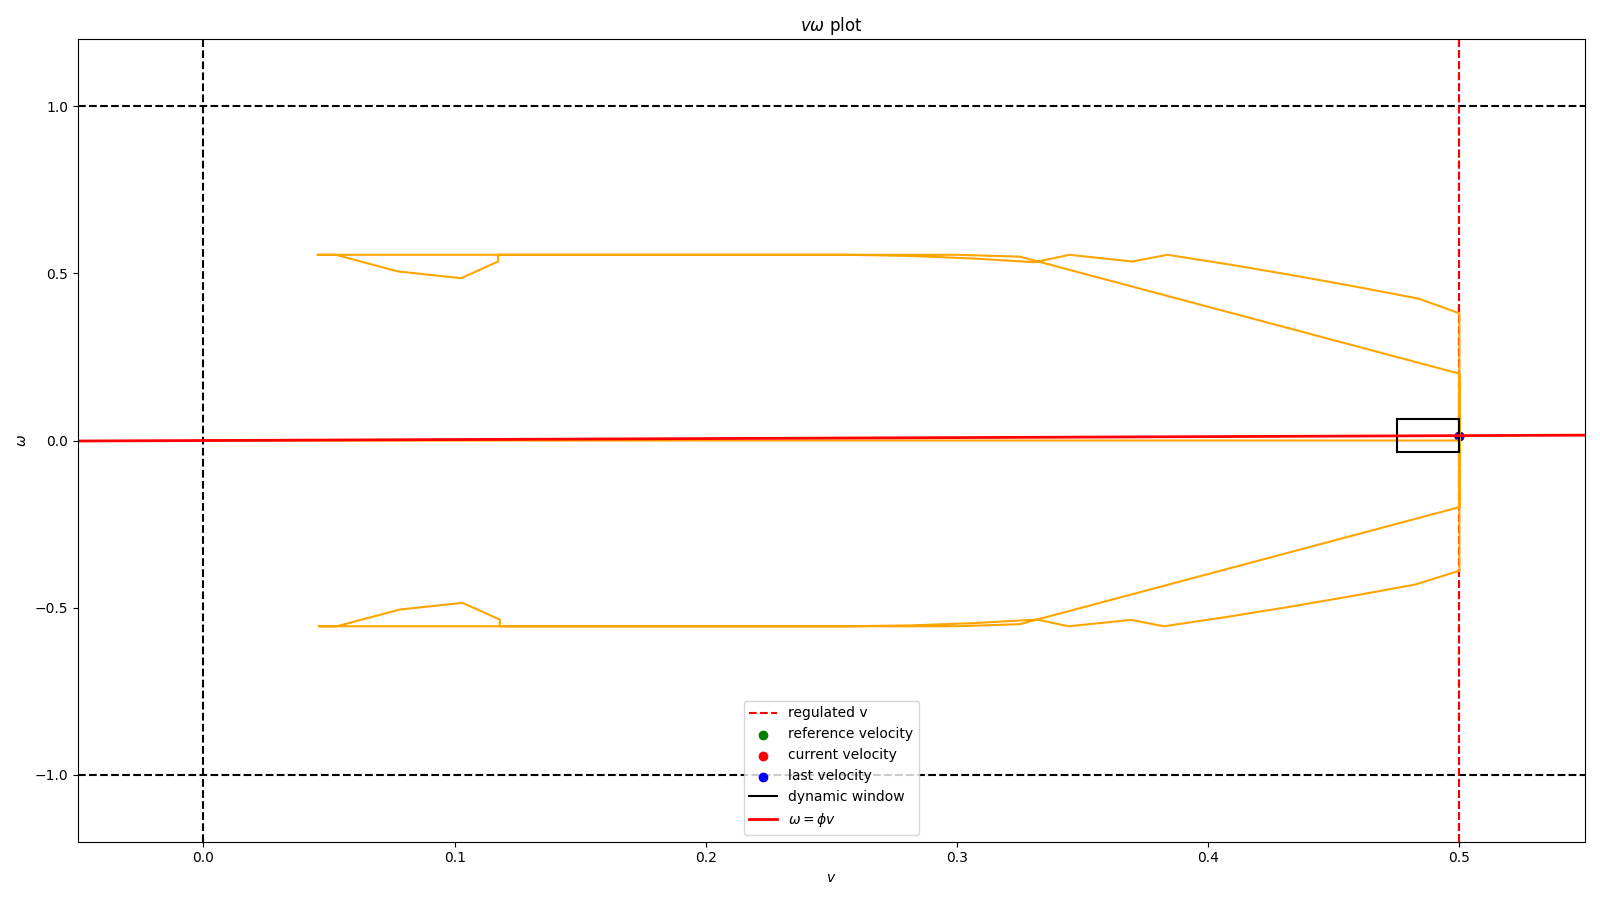 vω plot
1.0
0.5
0.0
−0.5
−1.0
ω
0.0 0.1 0.2 0.3 0.4 0.5
v
regulated v
reference velocity
current velocity
last velocity
dynamic window
ω = ϕv